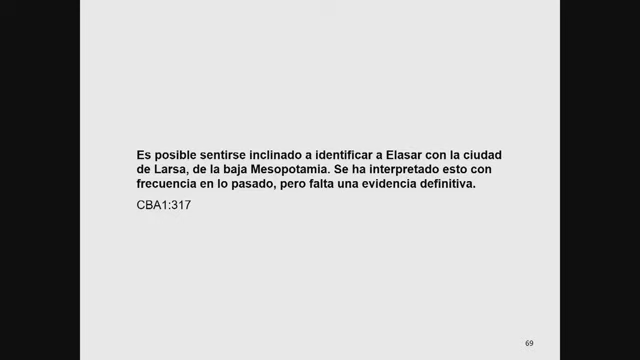 Es posible sentirse inclinado a identificar a Elasar con la ciudad
de Larsa, de la baja Mesopotamia. Se ha interpretado esto con
frecuencia en lo pasado, pero falta una evidencia definitiva.
CBA1:317
69